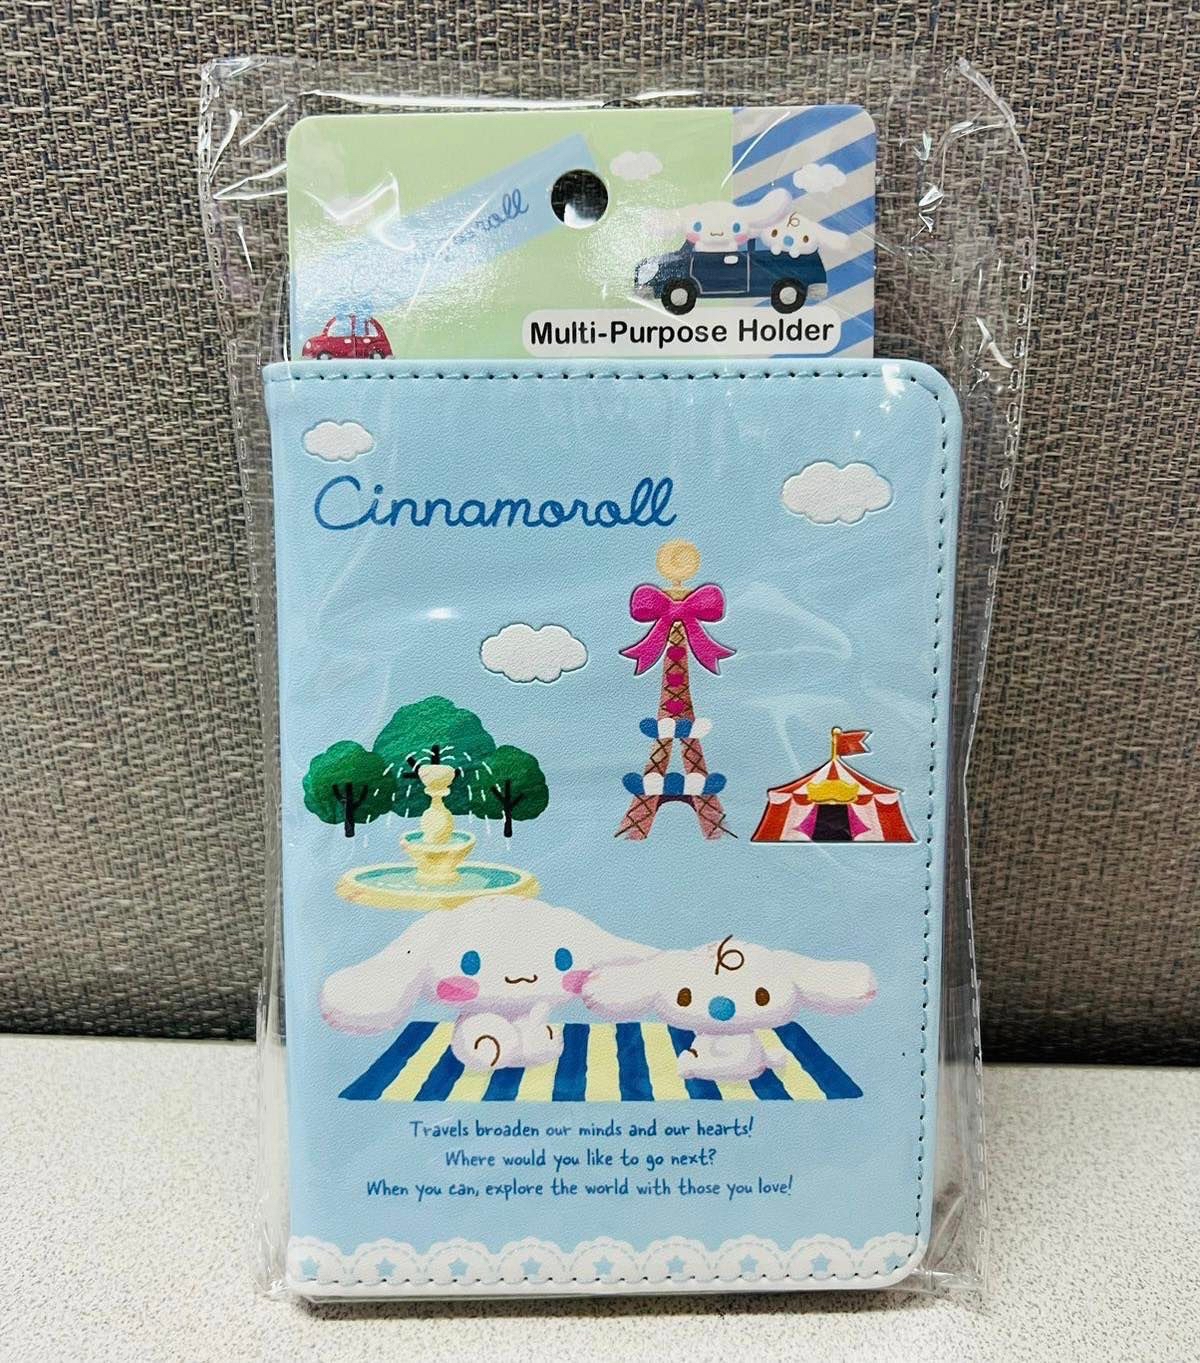 Multi-Purpose Holder
Cinnamoroll
Travels broaden our minds and our hearts!
Where would you like to go next?
When you can, explore the world with those you love!